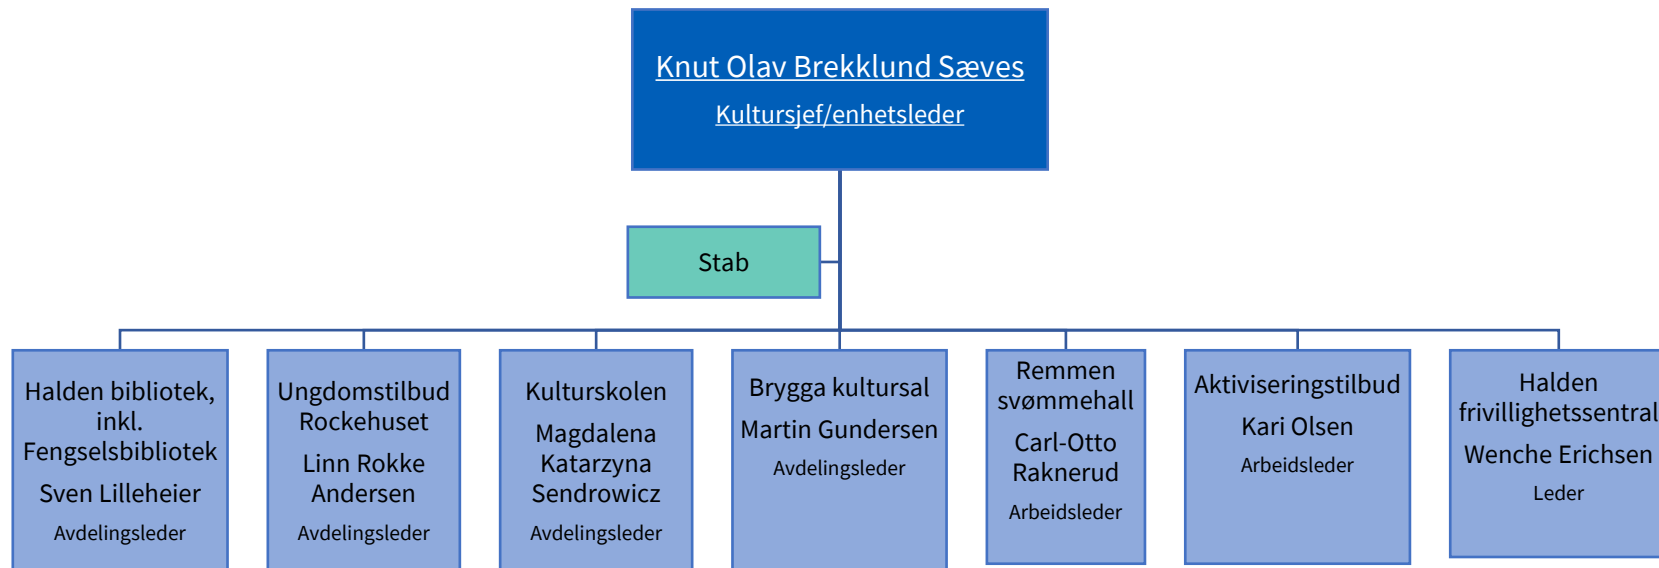 Knut Olav Brekklund Sæves
Kultursjef/enhetsleder
Stab
Halden bibliotek,
inkl.
Fengselsbibliotek
Sven Lilleheier
Avdelingsleder
Ungdomstilbud
Rockehuset
Linn Rokke
Andersen
Avdelingsleder
Kulturskolen
Magdalena
Katarzyna
Sendrowicz
Avdelingsleder
Brygga kultursal
Martin Gundersen
Avdelingsleder
Remmen
svømmehall
Carl-Otto
Raknerud
Arbeidsleder
Aktiviseringstilbud
Kari Olsen
Arbeidsleder
Halden
frivillighetssentral
Wenche Erichsen
Leder